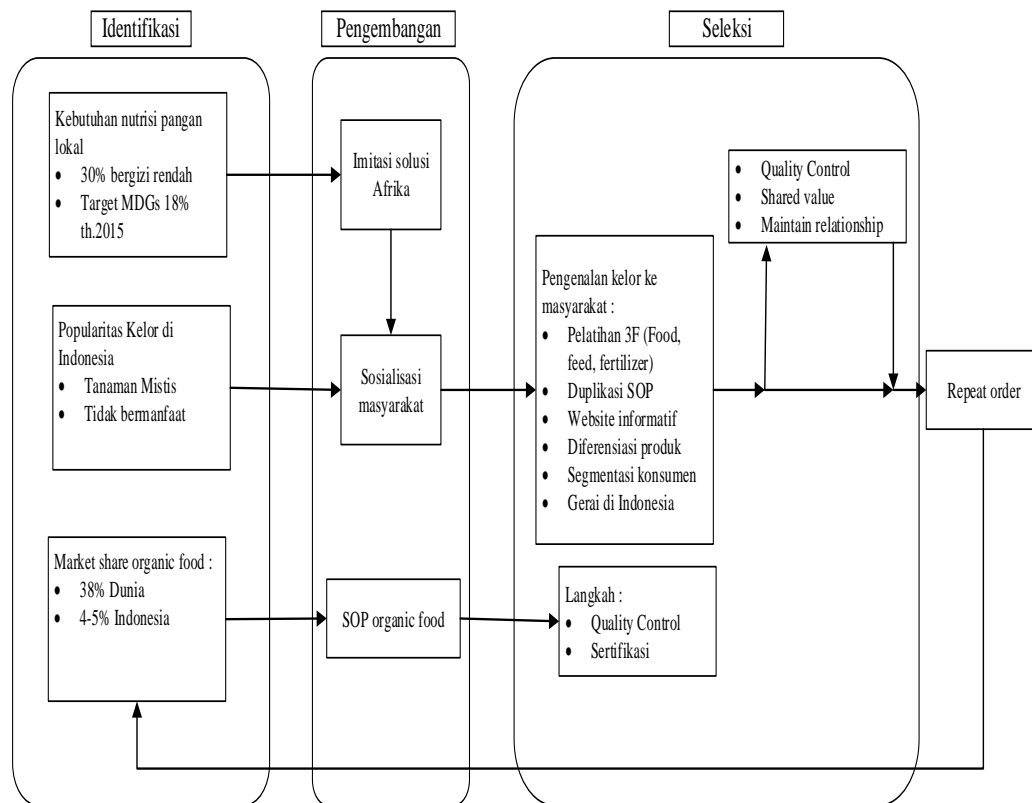 Identifikasi
Pengembangan
Seleksi
Kebutuhan nutrisi pangan
lokal
• 30% bergizi rendah
• Target MDGs 18%
th.2015
Imitasi solusi
Afrika
• Quality Control
• Shared value
• Maintain relationship
Popularitas Kelor di
Indonesia
• Tanaman Mistis
• Tidak bermanfaat
Sosialisasi
masyarakat
Pengenalan kelor ke
masyarakat :
• Pelatihan 3F (Food,
feed, fertilizer)
• Duplikasi SOP
• Website informatif
• Diferensiasi produk
• Segmentasi konsumen
• Gerai di Indonesia
Repeat order
Market share organic food :
• 38% Dunia
• 4-5% Indonesia
SOP organic food
Langkah :
• Quality Control
• Sertifikasi